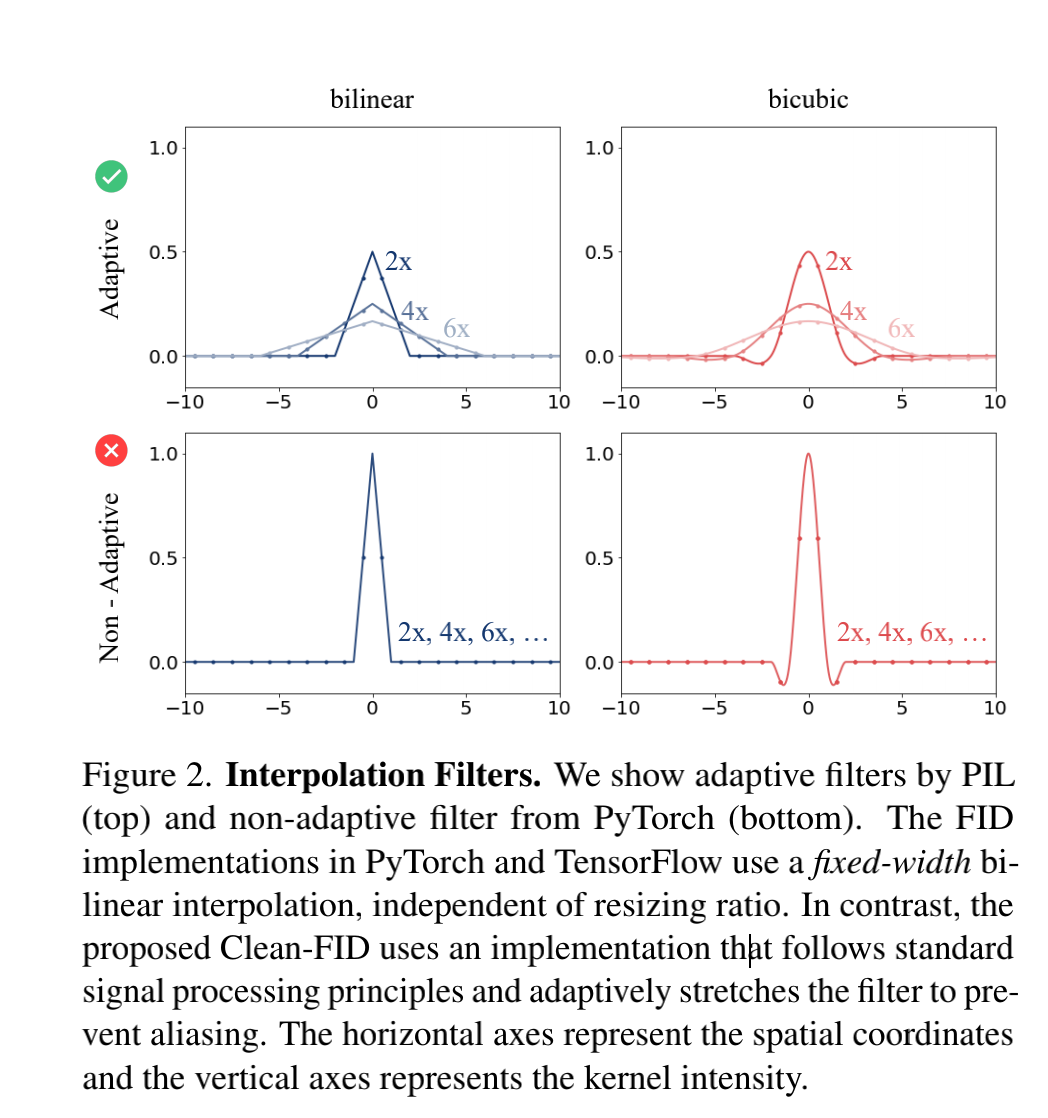 bilinear
bicubic
Adaptive
1.0
0.5
0.0
2x
4x
6x
−10
−5
0
5
10
1.0
0.5
0.0
2x
4x
6x
−10
−5
0
5
10
Non - Adaptive
1.0
0.5
0.0
2x, 4x, 6x, …
−10
−5
0
5
10
1.0
0.5
0.0
2x, 4x, 6x, …
−10
−5
0
5
10
Figure 2. Interpolation Filters. We show adaptive filters by PIL
(top) and non-adaptive filter from PyTorch (bottom). The FID
implementations in PyTorch and TensorFlow use a fixed-width bi-
linear interpolation, independent of resizing ratio. In contrast, the
proposed Clean-FID uses an implementation that follows standard
signal processing principles and adaptively stretches the filter to pre-
vent aliasing. The horizontal axes represent the spatial coordinates
and the vertical axes represents the kernel intensity.